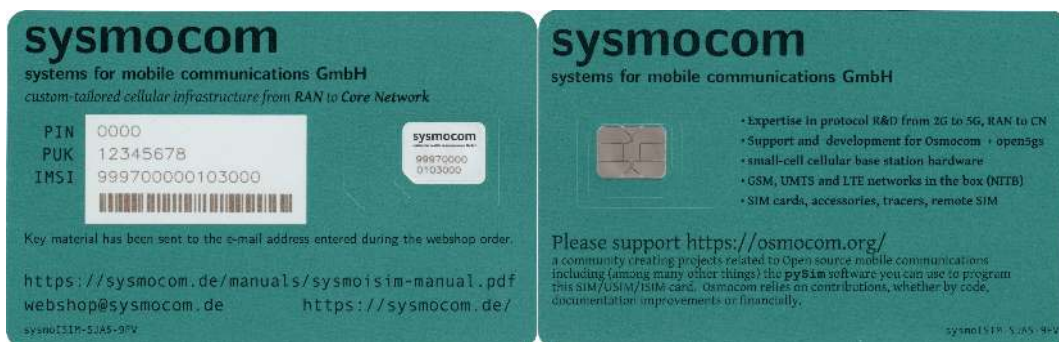 sysmocom
systems for mobile communications GmbH
custom-tailored cellular infrastructure from RAN to Core Network
PIN 0000
PUK 12345678
IMSI 999700000103000
sysmocom
99970000
0103000
Key material has been sent to the e-mail address entered during the webshop order.
https://sysmocom.de/manuals/sysmoisim-manual.pdf
webshop@sysmocom.de https://sysmocom.de/
sysmoISIM-SJA5-9FV
sysmocom
systems for mobile communications GmbH
• Expertise in protocol R&D from 2G to 5G, RAN to CN
• Support and development for Osmocom + open5gs
• small-cell cellular base station hardware
• GSM, UMTS and LTE networks in the box (NITB)
• SIM cards, accessories, tracers, remote SIM
Please support https://osmocom.org/
a community creating projects related to Open source mobile communications
including (among many other things) the pySim software you can use to program
this SIM/USIM/ISIM card. Osmocom relies on contributions, whether by code,
documentation improvements or financially.
sysmoISIM-SJA5-9FV